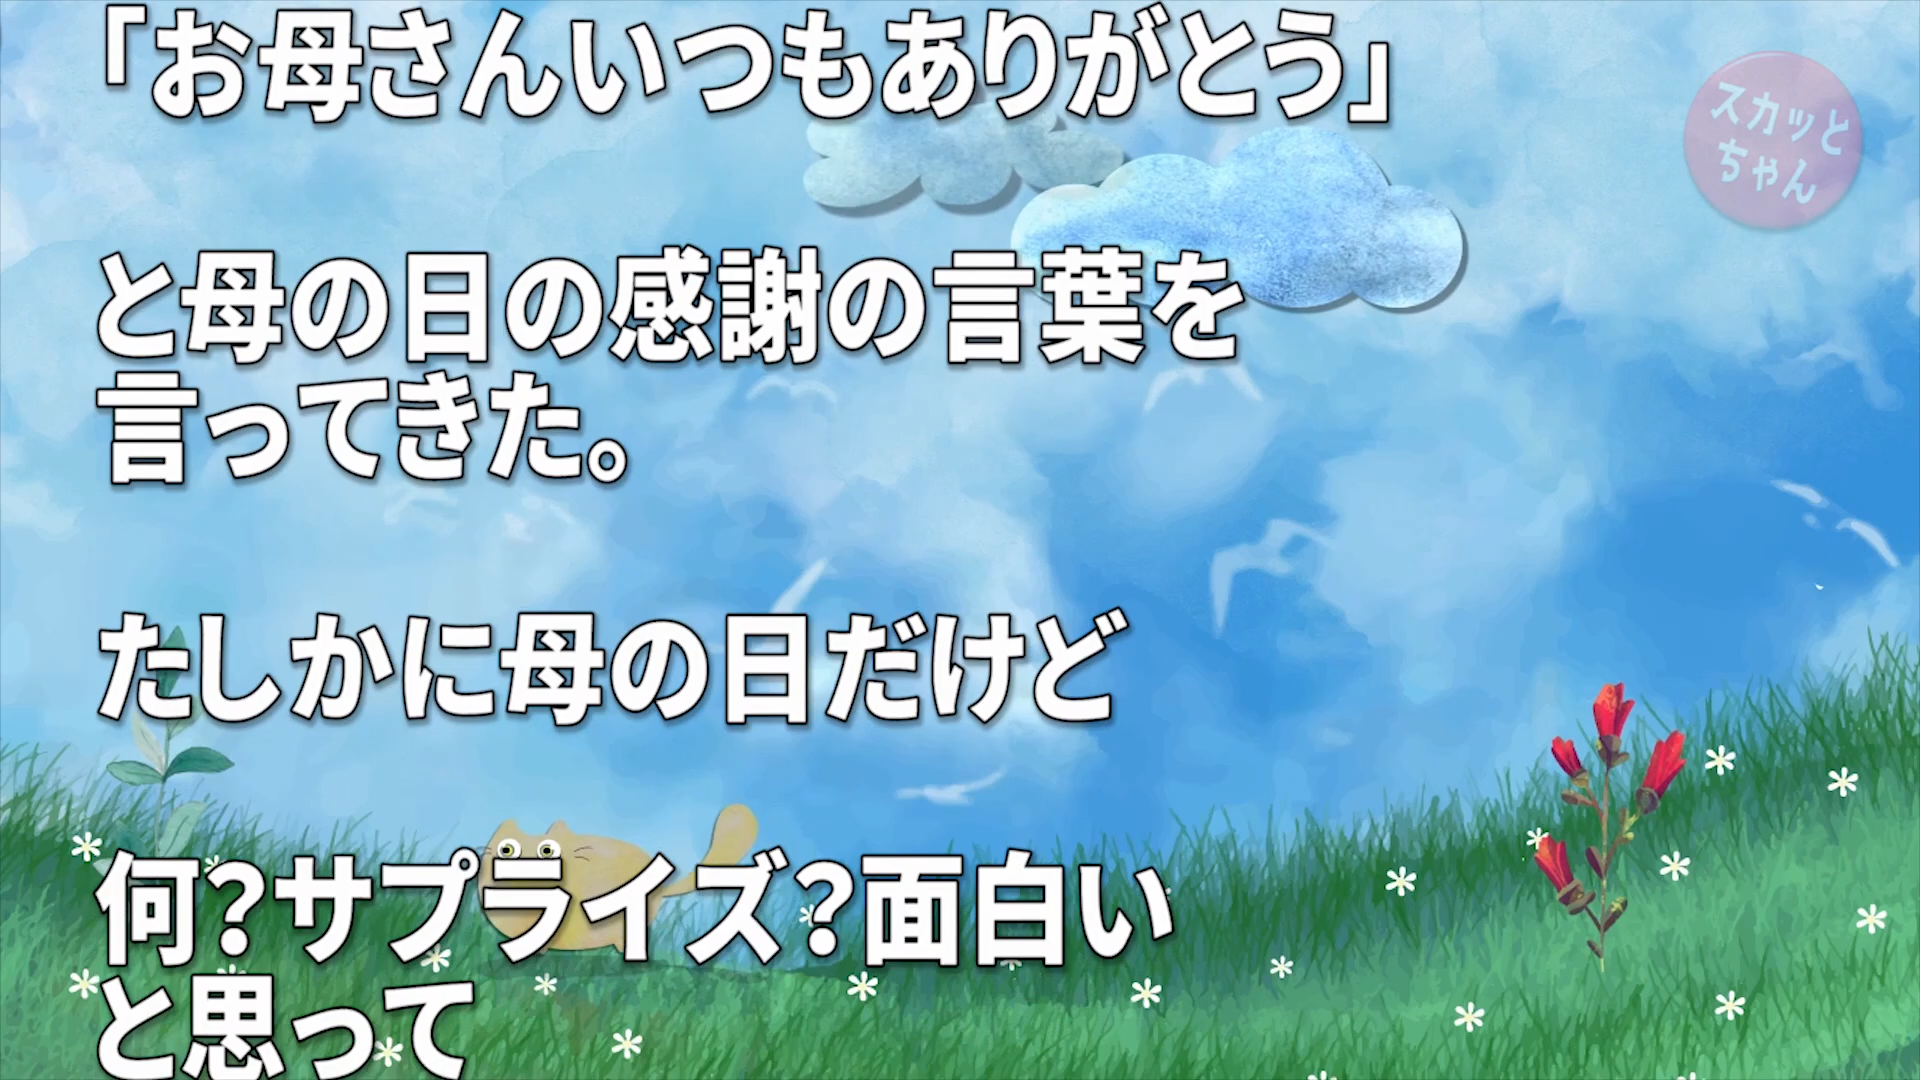 「お母さんいつもありがとう」
スカッと
ちゃん
と母の日の感謝の言葉を
言ってきた。
たしかに母の日だけど
何？サプライズ？面白い
と思って